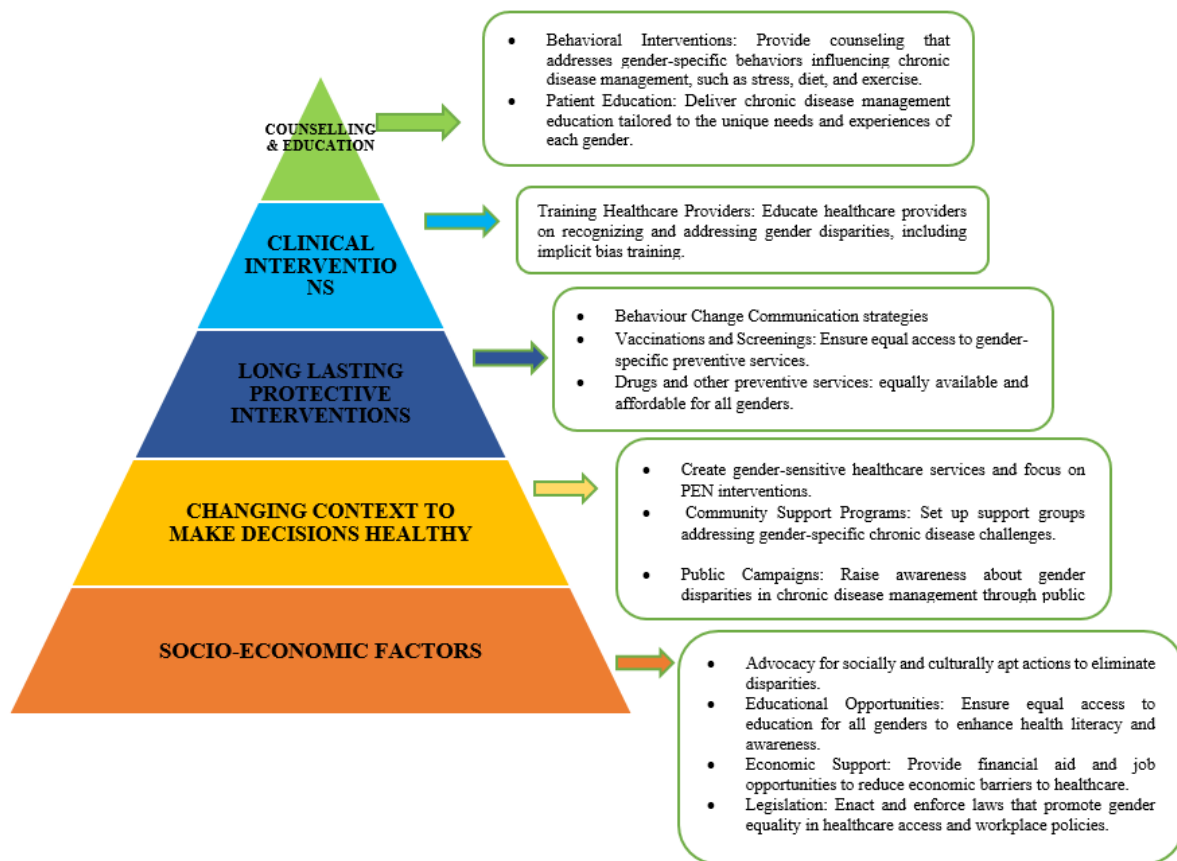 • Behavioral Interventions: Provide counseling that
addresses gender-specific behaviors influencing chronic
disease management, such as stress, diet, and exercise.
• Patient Education: Deliver chronic disease management
education tailored to the unique needs and experiences of
each gender.
COUNSELLING
& EDUCATION
Training Healthcare Providers: Educate healthcare providers
on recognizing and addressing gender disparities, including
implicit bias training.
CLINICAL
INTERVENTIO
NS
• Behaviour Change Communication strategies
• Vaccinations and Screenings: Ensure equal access to gender-
specific preventive services.
• Drugs and other preventive services: equally available and
affordable for all genders.
LONG LASTING
PROTECTIVE
INTERVENTIONS
• Create gender-sensitive healthcare services and focus on
PEN interventions.
• Community Support Programs: Set up support groups
addressing gender-specific chronic disease challenges.
• Public Campaigns: Raise awareness about gender
disparities in chronic disease management through public
CHANGING CONTEXT TO
MAKE DECISIONS HEALTHY
SOCIO-ECONOMIC FACTORS
• Advocacy for socially and culturally apt actions to eliminate
disparities.
• Educational Opportunities: Ensure equal access to
education for all genders to enhance health literacy and
awareness.
• Economic Support: Provide financial aid and job
opportunities to reduce economic barriers to healthcare.
• Legislation: Enact and enforce laws that promote gender
equality in healthcare access and workplace policies.